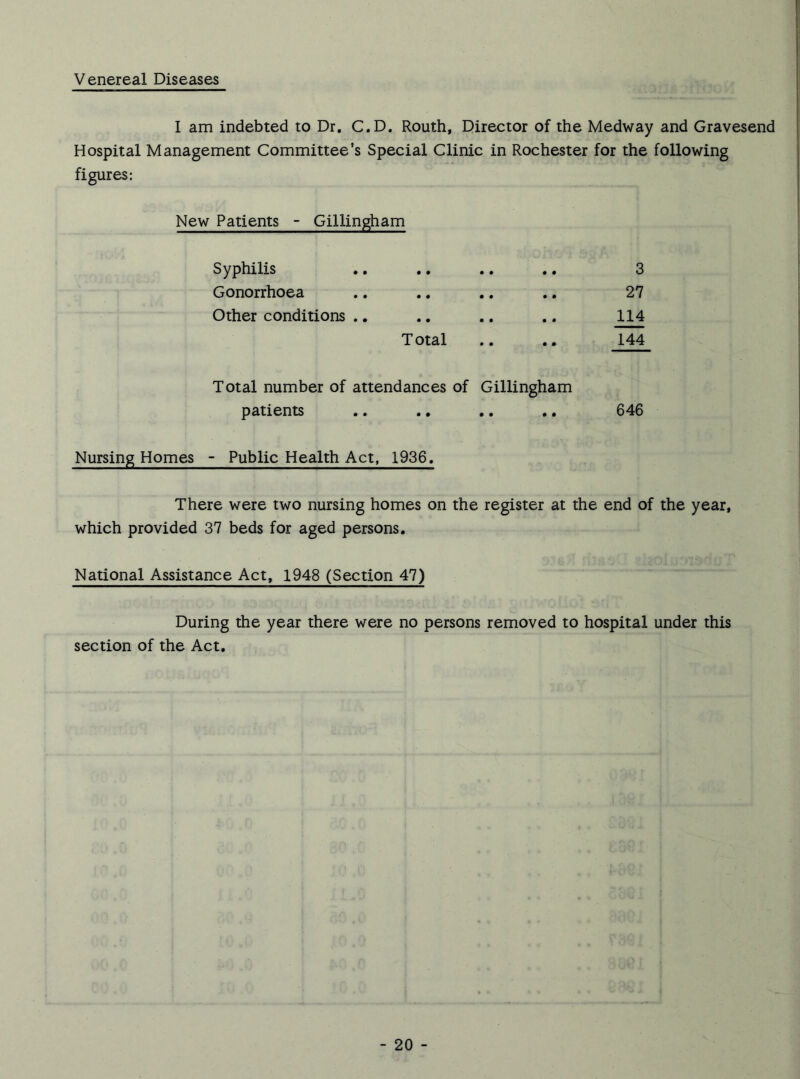 Venereal Diseases
I am indebted to Dr. C.D. Routh, Director of the Medway and Gravesend
Hospital Management Committee's Special Clinic in Rochester for the following
figures:
New Patients - Gillingham
Syphilis .. .. .. .. 3
Gonorrhoea .. .. .. .. 27
Other conditions .. .. .. .. 114
Total .. .. 144
Total number of attendances of Gillingham
patients .. .. .. .. 646
Nursing Homes - Public Health Act, 1936.
There were two nursing homes on the register at the end of the year,
which provided 37 beds for aged persons.
National Assistance Act, 1948 (Section 47)
During the year there were no persons removed to hospital under this
section of the Act.
- 20 -